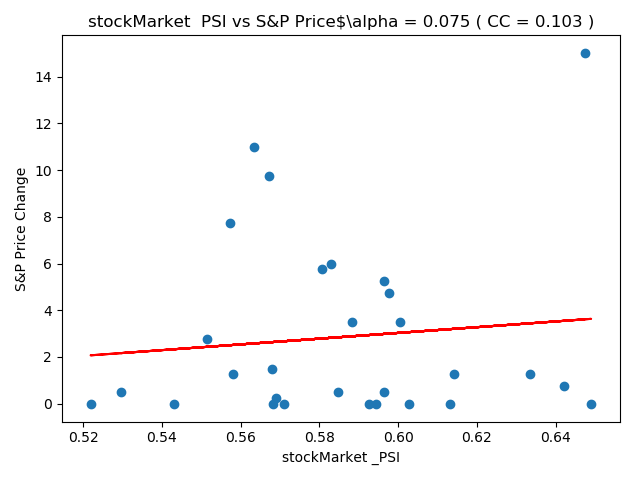 stockMarket  PSI vs S&P Price$\alpha = 0.075 ( CC = 0.103 )
S&P Price Change
14
12
10
8
6
4
2
0
0.52 0.54 0.56 0.58 0.60 0.62 0.64
stockMarket _PSI